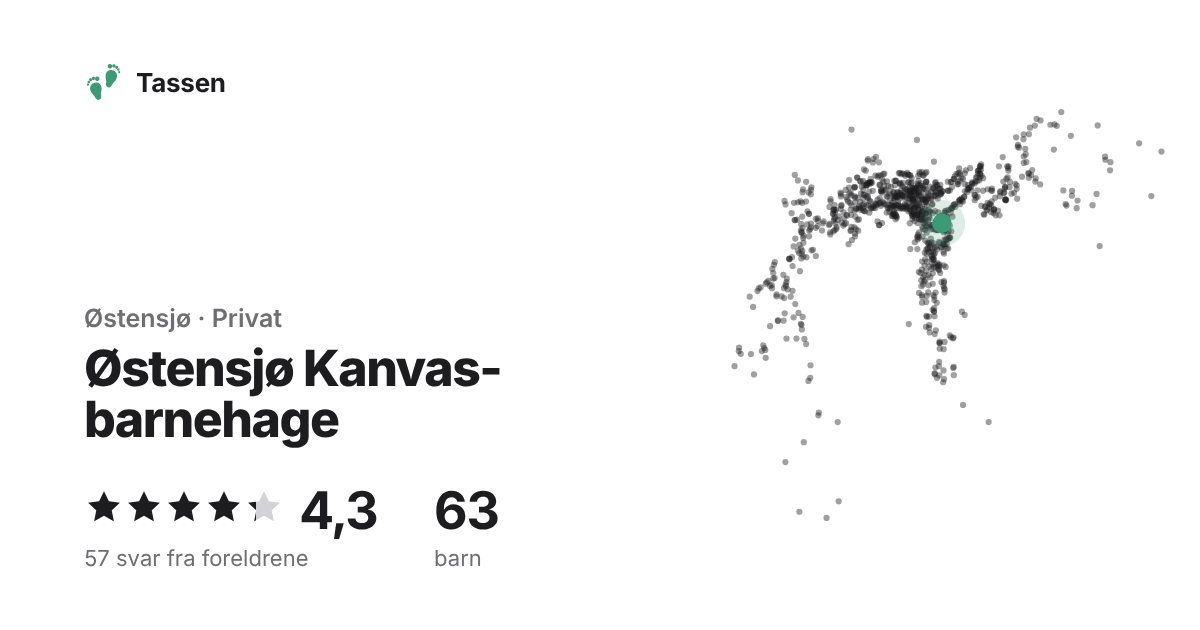 Tassen
Østensjø · Privat
Østensjø Kanvas-
barnehage
4,3
57 svar fra foreldrene
63
barn